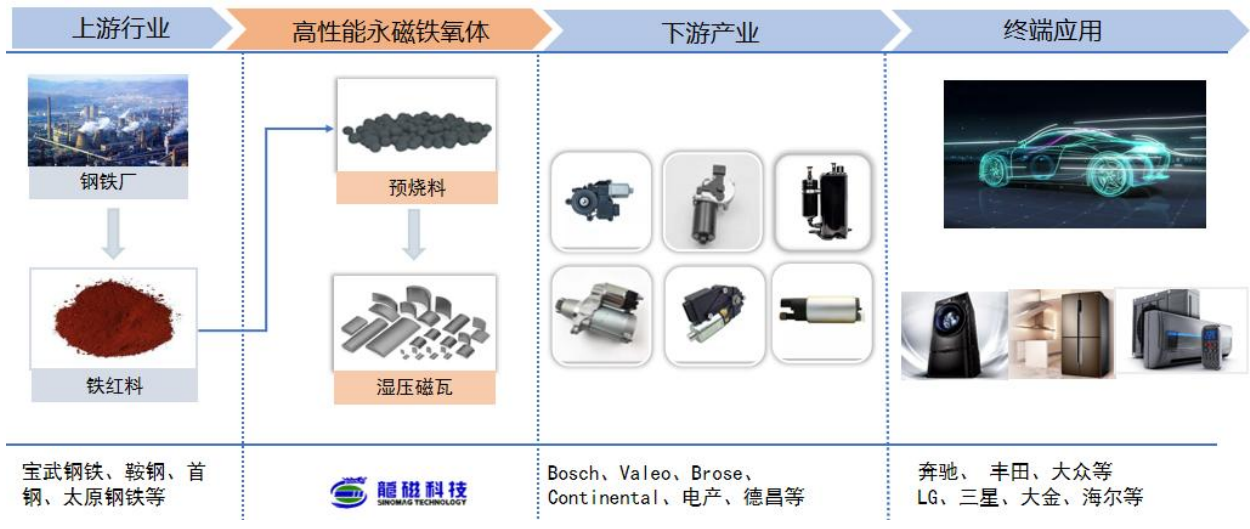 上游行业
高性能永磁铁氧体
下游产业
终端应用
钢铁厂
铁红料
预烧料
湿压磁瓦
宝武钢铁、鞍钢、首
钢、太原钢铁等
龍磁科技
SINOMAG TECHNOLOGY
Bosch、Valeo、Brose、
Continental、电产、德昌等
奔驰、 丰田、大众等
LG、三星、大金、海尔等